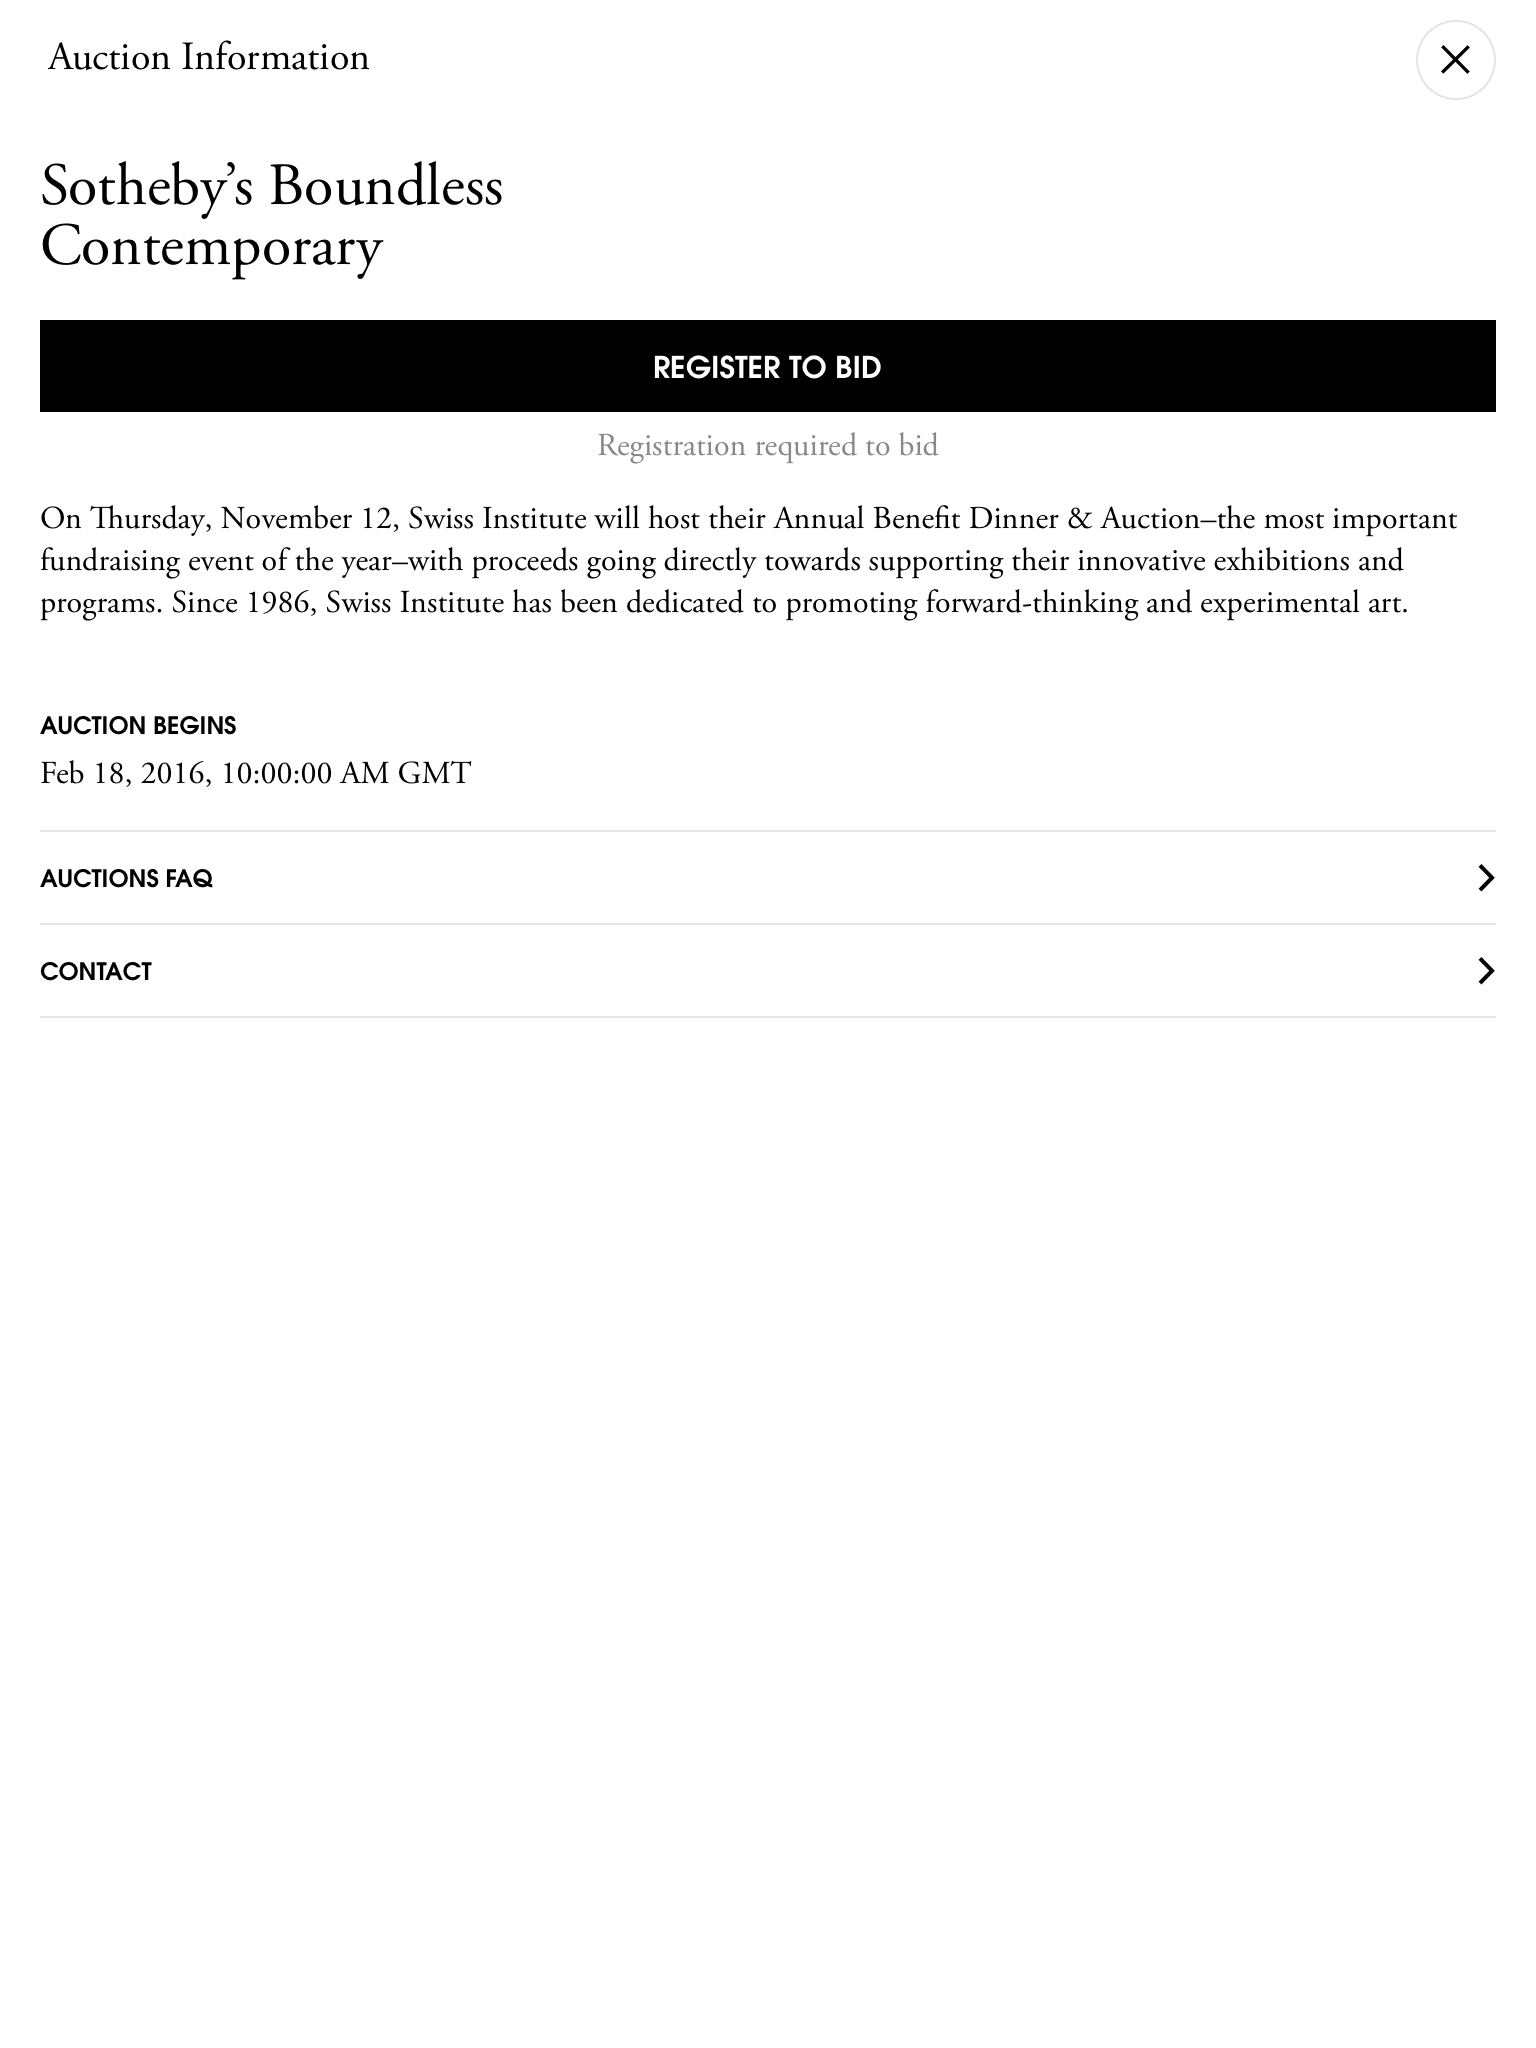 Auction Information
Sotheby’s Boundless
Contemporary
REGISTER TO BID
Registration required to bid
On Thursday, November 12, Swiss Institute will host their Annual Benefit Dinner & Auction–the most important
fundraising event of the year–with proceeds going directly towards supporting their innovative exhibitions and
programs. Since 1986, Swiss Institute has been dedicated to promoting forward-thinking and experimental art.
AUCTION BEGINS
Feb 18, 2016, 10:00:00 AM GMT
AUCTIONS FAQ
CONTACT